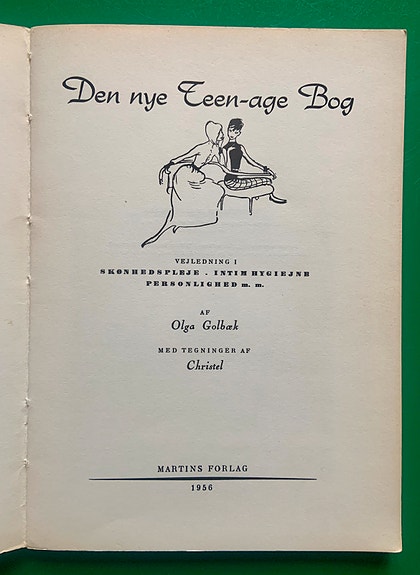 Den nye Teen-age Bog
VEJLEDNING I
SKØNHEDSPLEJE . INTIM HYGIEJNE
PERSONLIGHED m. m.
AF
Olga Golbæk
MED TEGNINGER AF
Christel
MARTINS FORLAG
1956